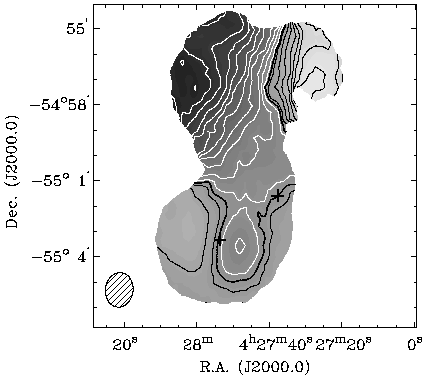 55′
−54°58′
−55° 1′
−55° 4′
Dec. (J2000.0)
20ˢ 28ᵐ 4ʰ27ᵐ40ˢ 27ᵐ20ˢ 0ˢ
R.A. (J2000.0)